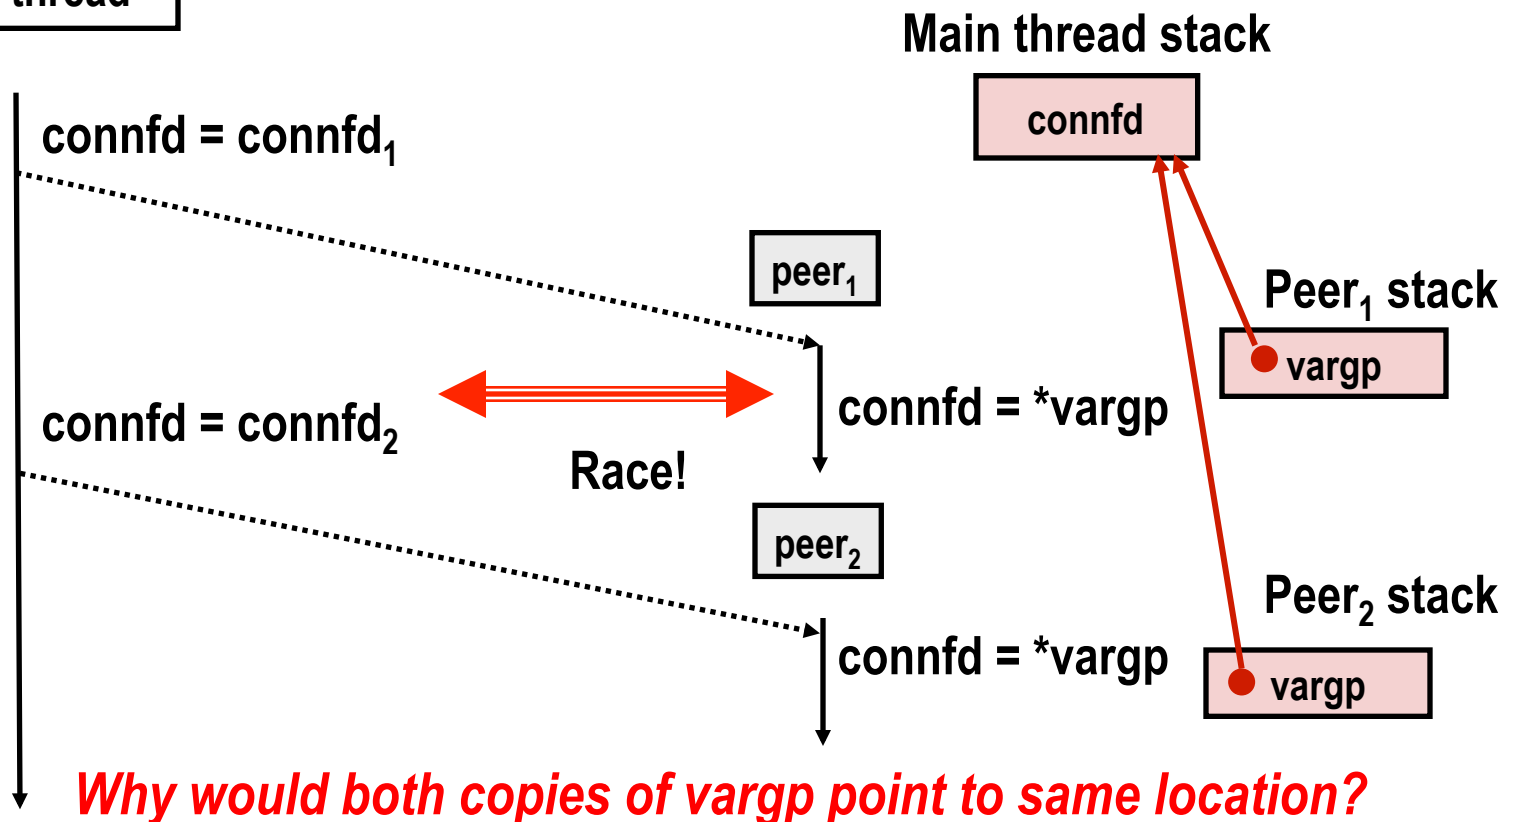 thread
Main thread stack
connfd
connfd = connfd₁
peer₁
Peer₁ stack
vargp
connfd = *vargp
connfd = connfd₂
Race!
peer₂
Peer₂ stack
connfd = *vargp
vargp
Why would both copies of vargp point to same location?